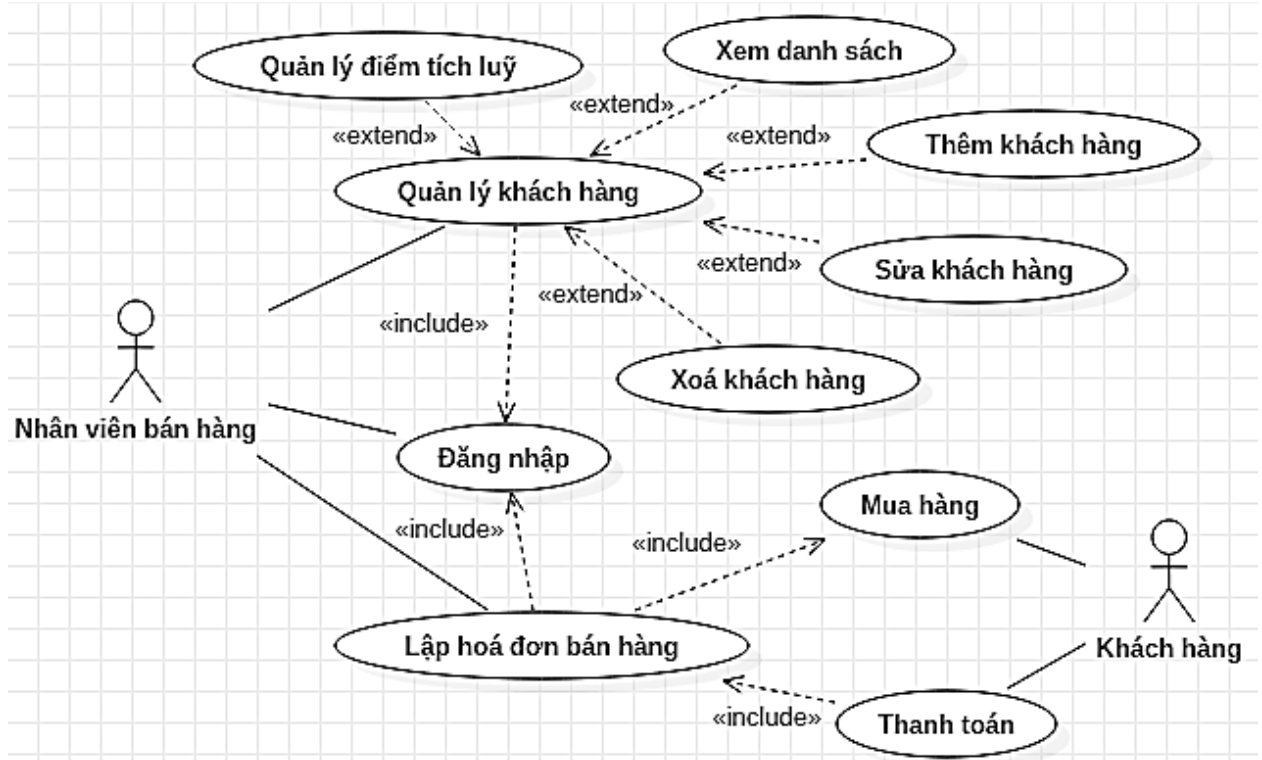 Quản lý điểm tích luỹ
Xem danh sách
«extend»
«extend»
«extend»
Thêm khách hàng
Quản lý khách hàng
«extend»
Sửa khách hàng
«extend»
«include»
Xoá khách hàng
Nhân viên bán hàng
Đăng nhập
Mua hàng
«include»
«include»
Lập hoá đơn bán hàng
Khách hàng
«include»
Thanh toán